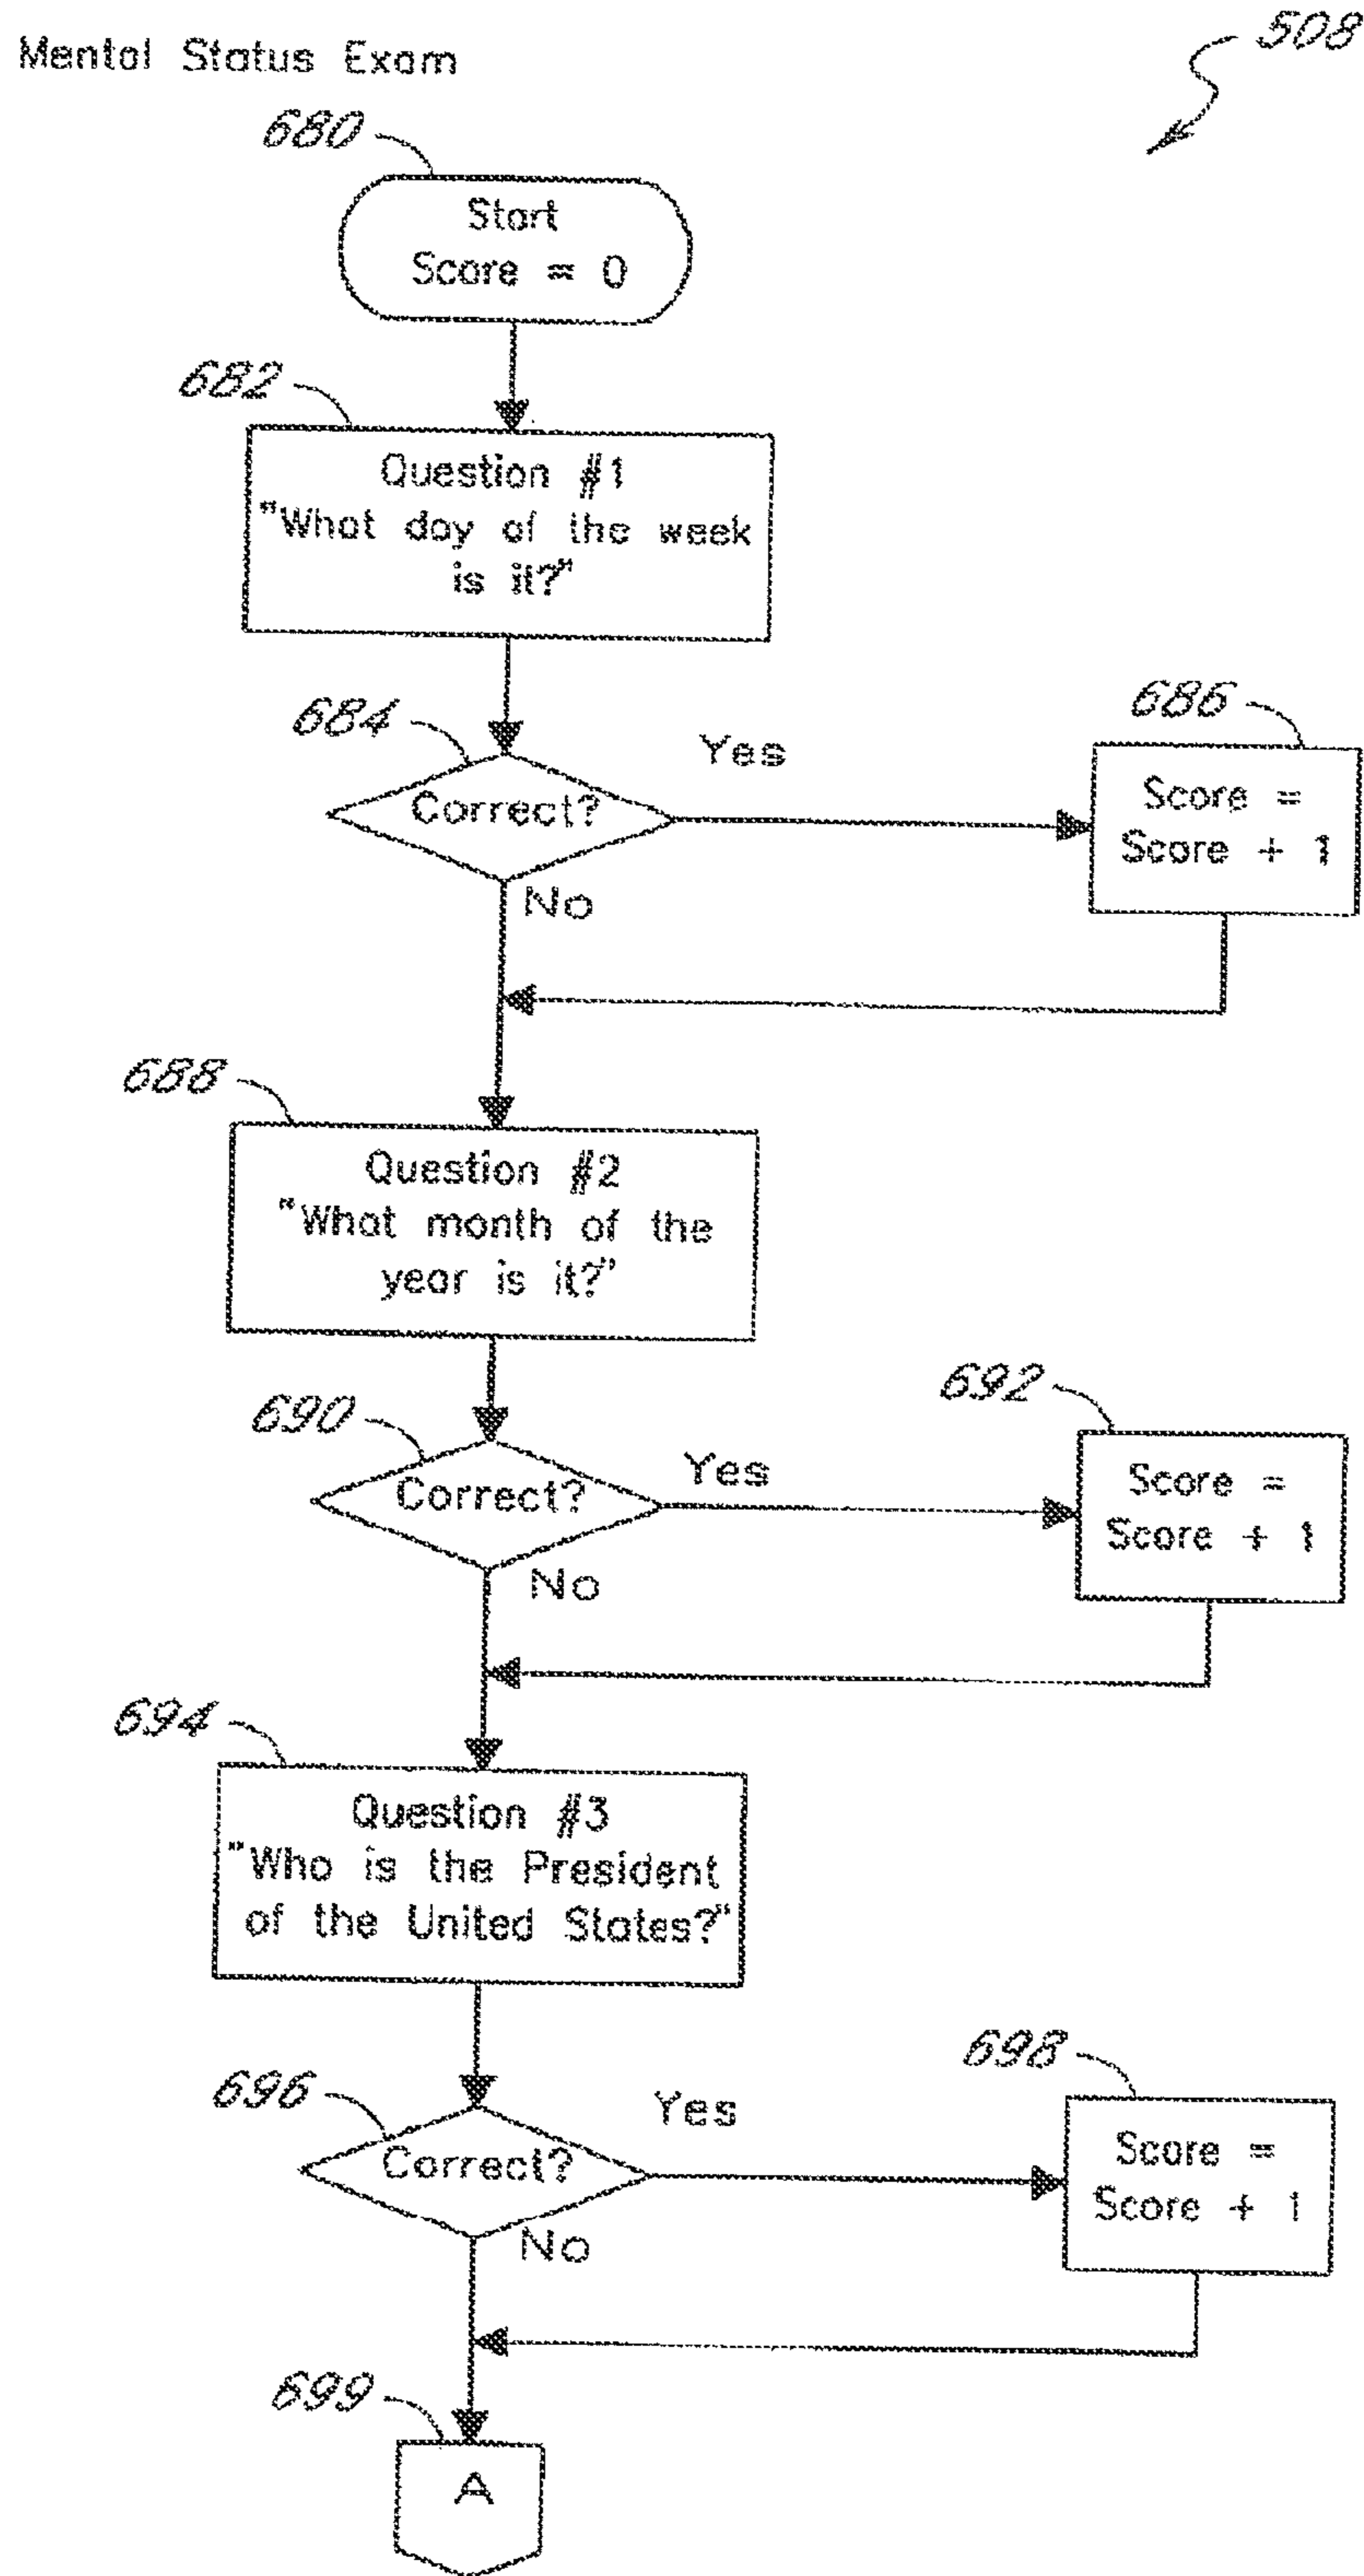 508
Mental Status Exam
680
Start
Score = 0
682
Question #1
"What day of the week
is it?"
684
Correct?
Yes
686
Score =
Score + 1
No
688
Question #2
"What month of the
year is it?"
690
Correct?
Yes
692
Score =
Score + 1
No
694
Question #3
"Who is the President
of the United States?"
696
Correct?
Yes
698
Score =
Score + 1
No
699
A